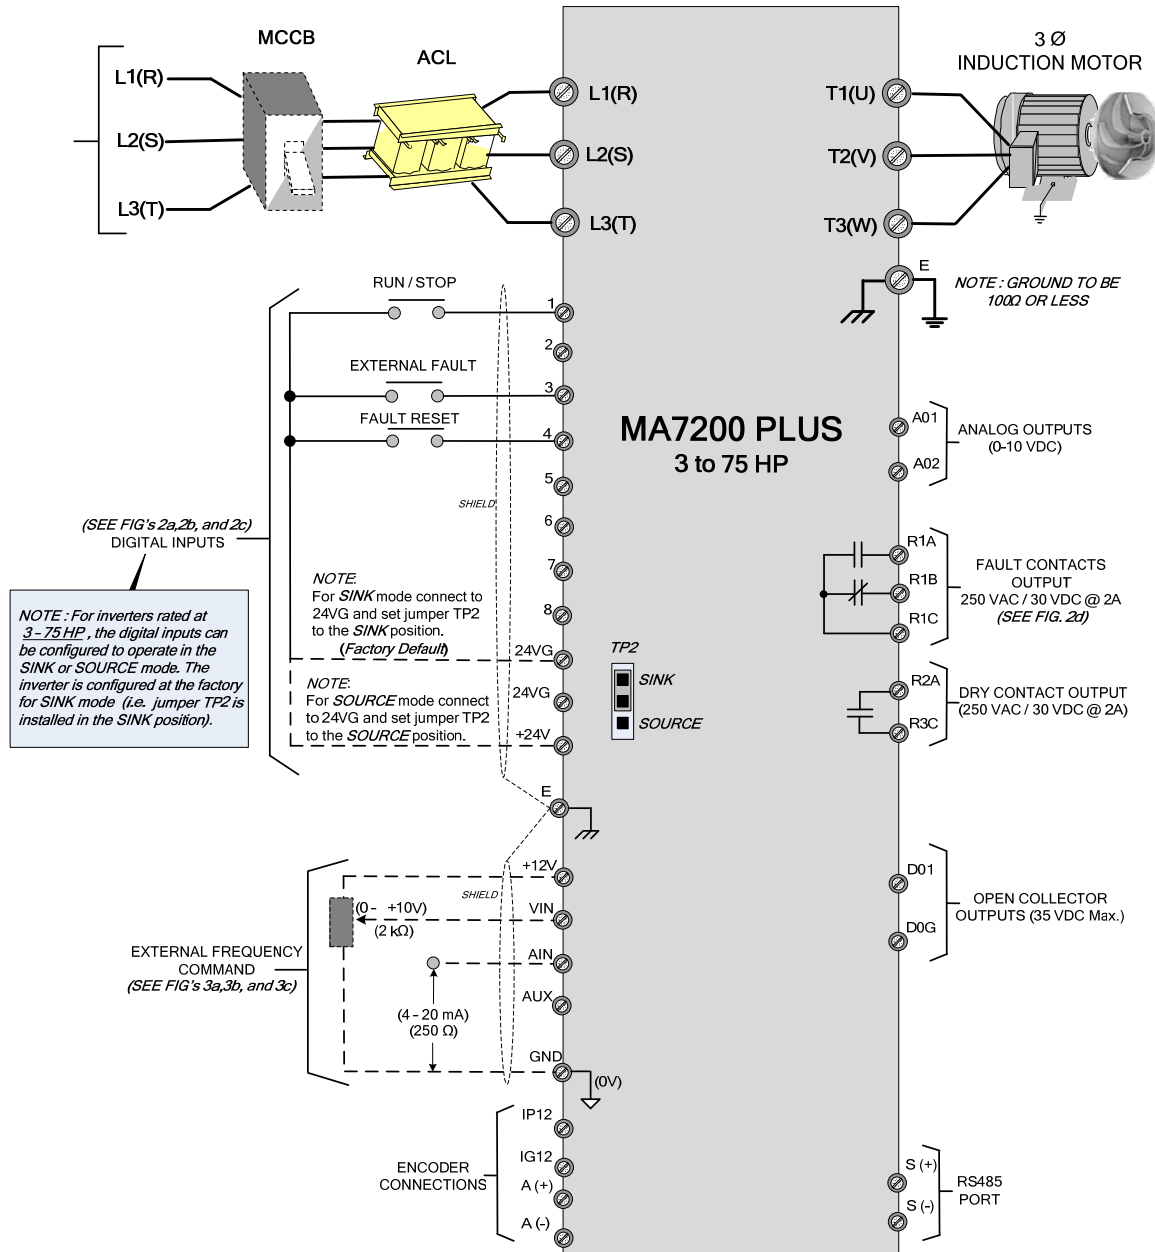 MCCB
ACL
3 Ø
INDUCTION MOTOR
L1(R)
L2(S)
L3(T)
L1(R)
L2(S)
L3(T)
T1(U)
T2(V)
T3(W)
E
NOTE : GROUND TO BE
100Ω OR LESS
RUN / STOP
1
2
EXTERNAL FAULT
3
FAULT RESET
4
5
SHIELD
6
7
8
MA7200 PLUS
3 to 75 HP
A01
A02
ANALOG OUTPUTS
(0-10 VDC)
(SEE FIG's 2a,2b, and 2c)
DIGITAL INPUTS
NOTE : For inverters rated at
3 - 75 HP , the digital inputs can
be configured to operate in the
SINK or SOURCE mode. The
inverter is configured at the factory
for SINK mode (i.e. jumper TP2 is
installed in the SINK position).
NOTE:
For SINK mode connect to
24VG and set jumper TP2
to the SINK position.
(Factory Default)
24VG
NOTE:
For SOURCE mode connect
to 24VG and set jumper TP2
to the SOURCE position.
24VG
+24V
TP2
SINK
SOURCE
R1A
R1B
R1C
FAULT CONTACTS
OUTPUT
250 VAC / 30 VDC @ 2A
(SEE FIG. 2d)
R2A
R3C
DRY CONTACT OUTPUT
(250 VAC / 30 VDC @ 2A)
E
+12V
SHIELD
(0 - +10V)
(2 kΩ)
VIN
AIN
AUX
(4 - 20 mA)
(250 Ω)
GND
(0V)
EXTERNAL FREQUENCY
COMMAND
(SEE FIG's 3a,3b, and 3c)
D01
D0G
OPEN COLLECTOR
OUTPUTS (35 VDC Max.)
IP12
IG12
A (+)
A (-)
ENCODER
CONNECTIONS
S (+)
S (-)
RS485
PORT